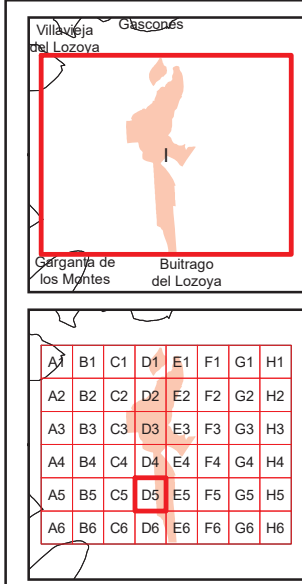 Villavieja
del Lozoya
Gascones
I
Garganta de
los Montes
Buitrago
del Lozoya
A1 B1 C1 D1 E1 F1 G1 H1
A2 B2 C2 D2 E2 F2 G2 H2
A3 B3 C3 D3 E3 F3 G3 H3
A4 B4 C4 D4 E4 F4 G4 H4
A5 B5 C5 D5 E5 F5 G5 H5
A6 B6 C6 D6 E6 F6 G6 H6